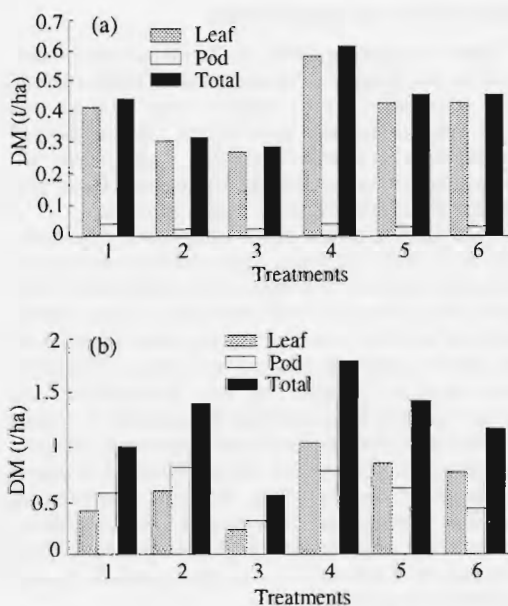 (a)
Leaf
Pod
Total
DM (t/ha)
0.7
0.6
0.5
0.4
0.3
0.2
0.1
0
1 2 3 4 5 6
Treatments
(b)
Leaf
Pod
Total
DM (t/ha)
2
1.5
1
0.5
0
1 2 3 4 5 6
Treatments